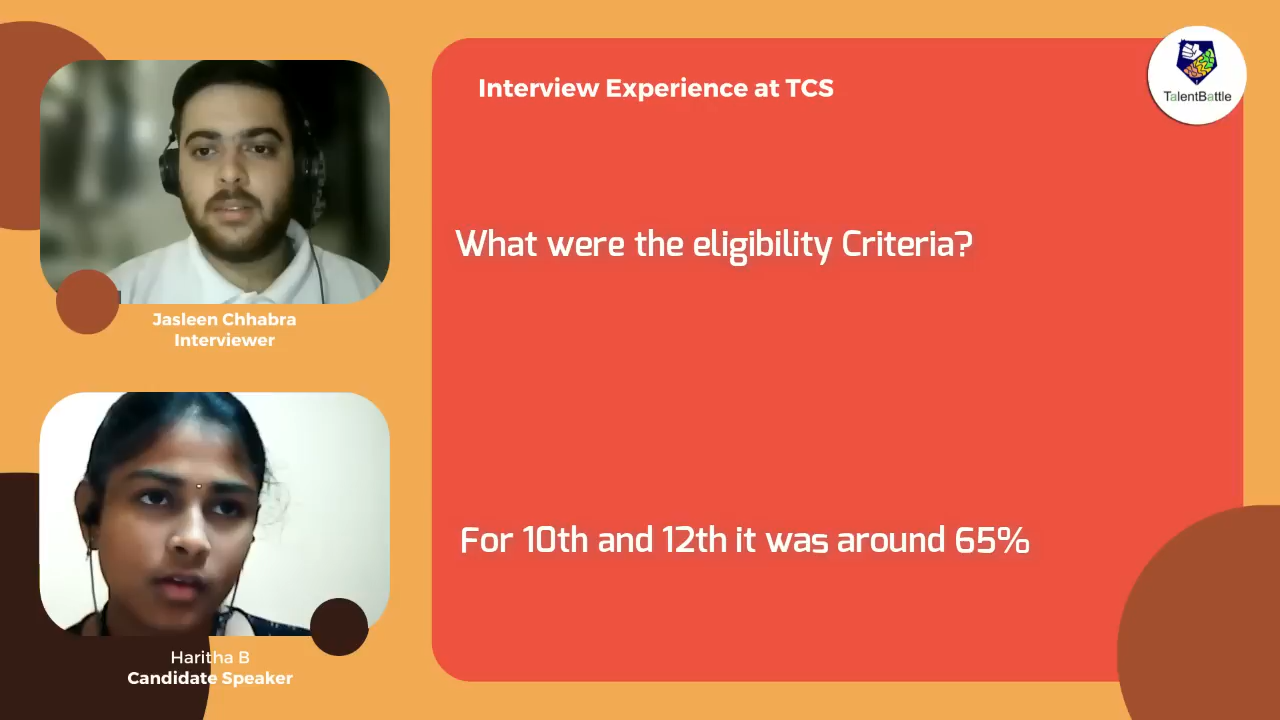 Interview Experience at TCS
TalentBattle
What were the eligibility Criteria?
Jasleen Chhabra
Interviewer
For 10th and 12th it was around 65%
Haritha B
Candidate Speaker